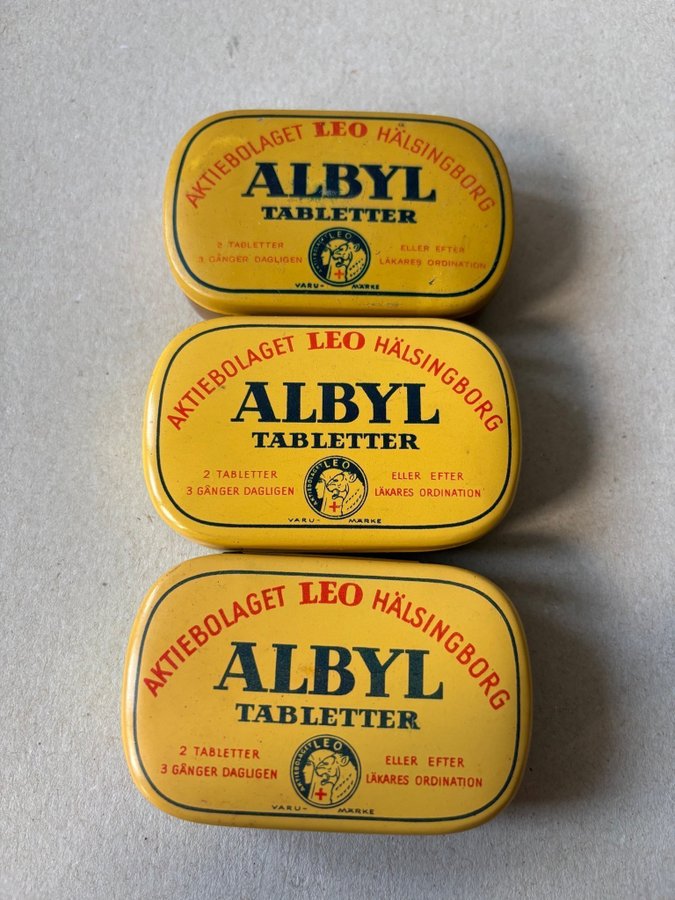 AKTIEBOLAGET LEO HÄLSINGBORG
ALBYL
TABLETTER
2 TABLETTER
3 GÅNGER DAGLIGEN
LEO
ELLER EFTER
LÄKARES ORDINATION
VARU- MÄRKE
AKTIEBOLAGET LEO HÄLSINGBORG
ALBYL
TABLETTER
2 TABLETTER
3 GÅNGER DAGLIGEN
AKTIEBOLAGET LEO
ELLER EFTER
LÄKARES ORDINATION
VARU- MÄRKE
AKTIEBOLAGET LEO HÄLSINGBORG
ALBYL
TABLETTER
2 TABLETTER
3 GÅNGER DAGLIGEN
AKTIEBOLAGET LEO
ELLER EFTER
LÄKARES ORDINATION
VARU- MÄRKE